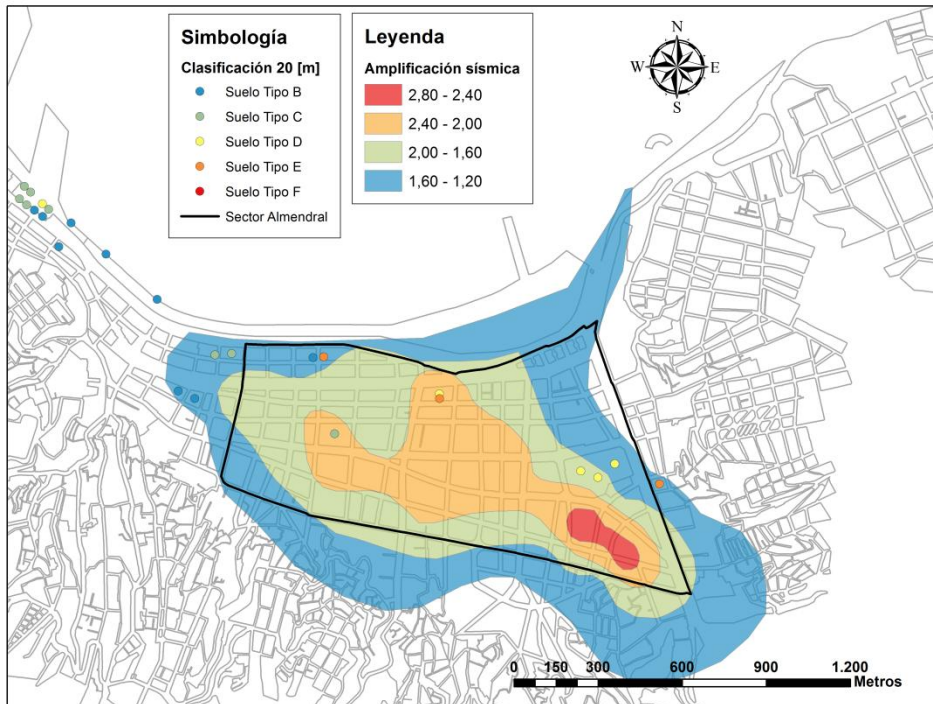 Simbología
Clasificación 20 [m]
Suelo Tipo B
Suelo Tipo C
Suelo Tipo D
Suelo Tipo E
Suelo Tipo F
Sector Almendral
Leyenda
Amplificación sísmica
2,80 - 2,40
2,40 - 2,00
2,00 - 1,60
1,60 - 1,20
N
W E
S
0 150 300 600 900 1.200
Metros